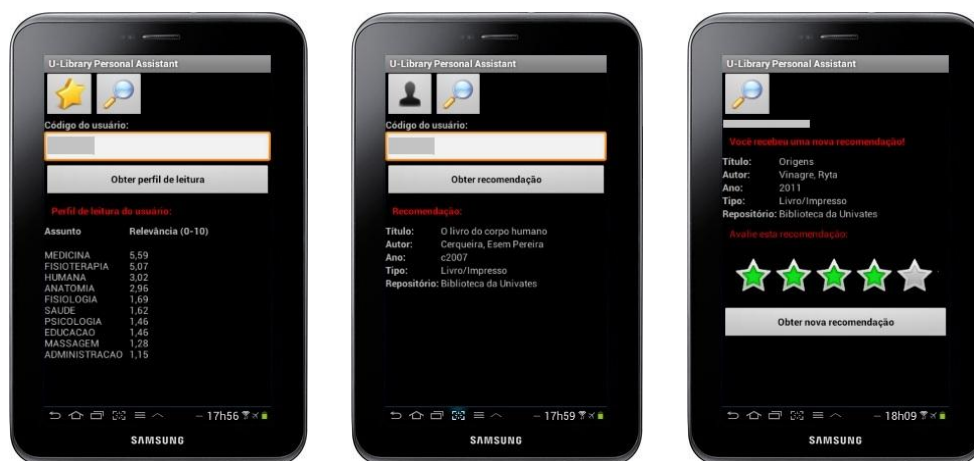 U-Library Personal Assistant
Código do usuário:
Obter perfil de leitura
Perfil de leitura do usuário:
Assunto Relevância (0-10)
MEDICINA 5,59
FISIOTERAPIA 5,07
HUMANA 3,02
ANATOMIA 2,96
FISIOLOGIA 1,69
SAUDE 1,62
PSICOLOGIA 1,46
EDUCACAO 1,46
MASSAGEM 1,28
ADMINISTRACAO 1,15
17h56
SAMSUNG
U-Library Personal Assistant
Código do usuário:
Obter recomendação
Recomendação:
Título: O livro do corpo humano
Autor: Cerqueira, Esem Pereira
Ano: c2007
Tipo: Livro/Impresso
Repositório: Biblioteca da Univates
17h59
SAMSUNG
U-Library Personal Assistant
Você recebeu uma nova recomendação!
Título: Origens
Autor: Vinagre, Ryta
Ano: 2011
Tipo: Livro/Impresso
Repositório: Biblioteca da Univates
Avalie esta recomendação:
Obter nova recomendação
18h09
SAMSUNG